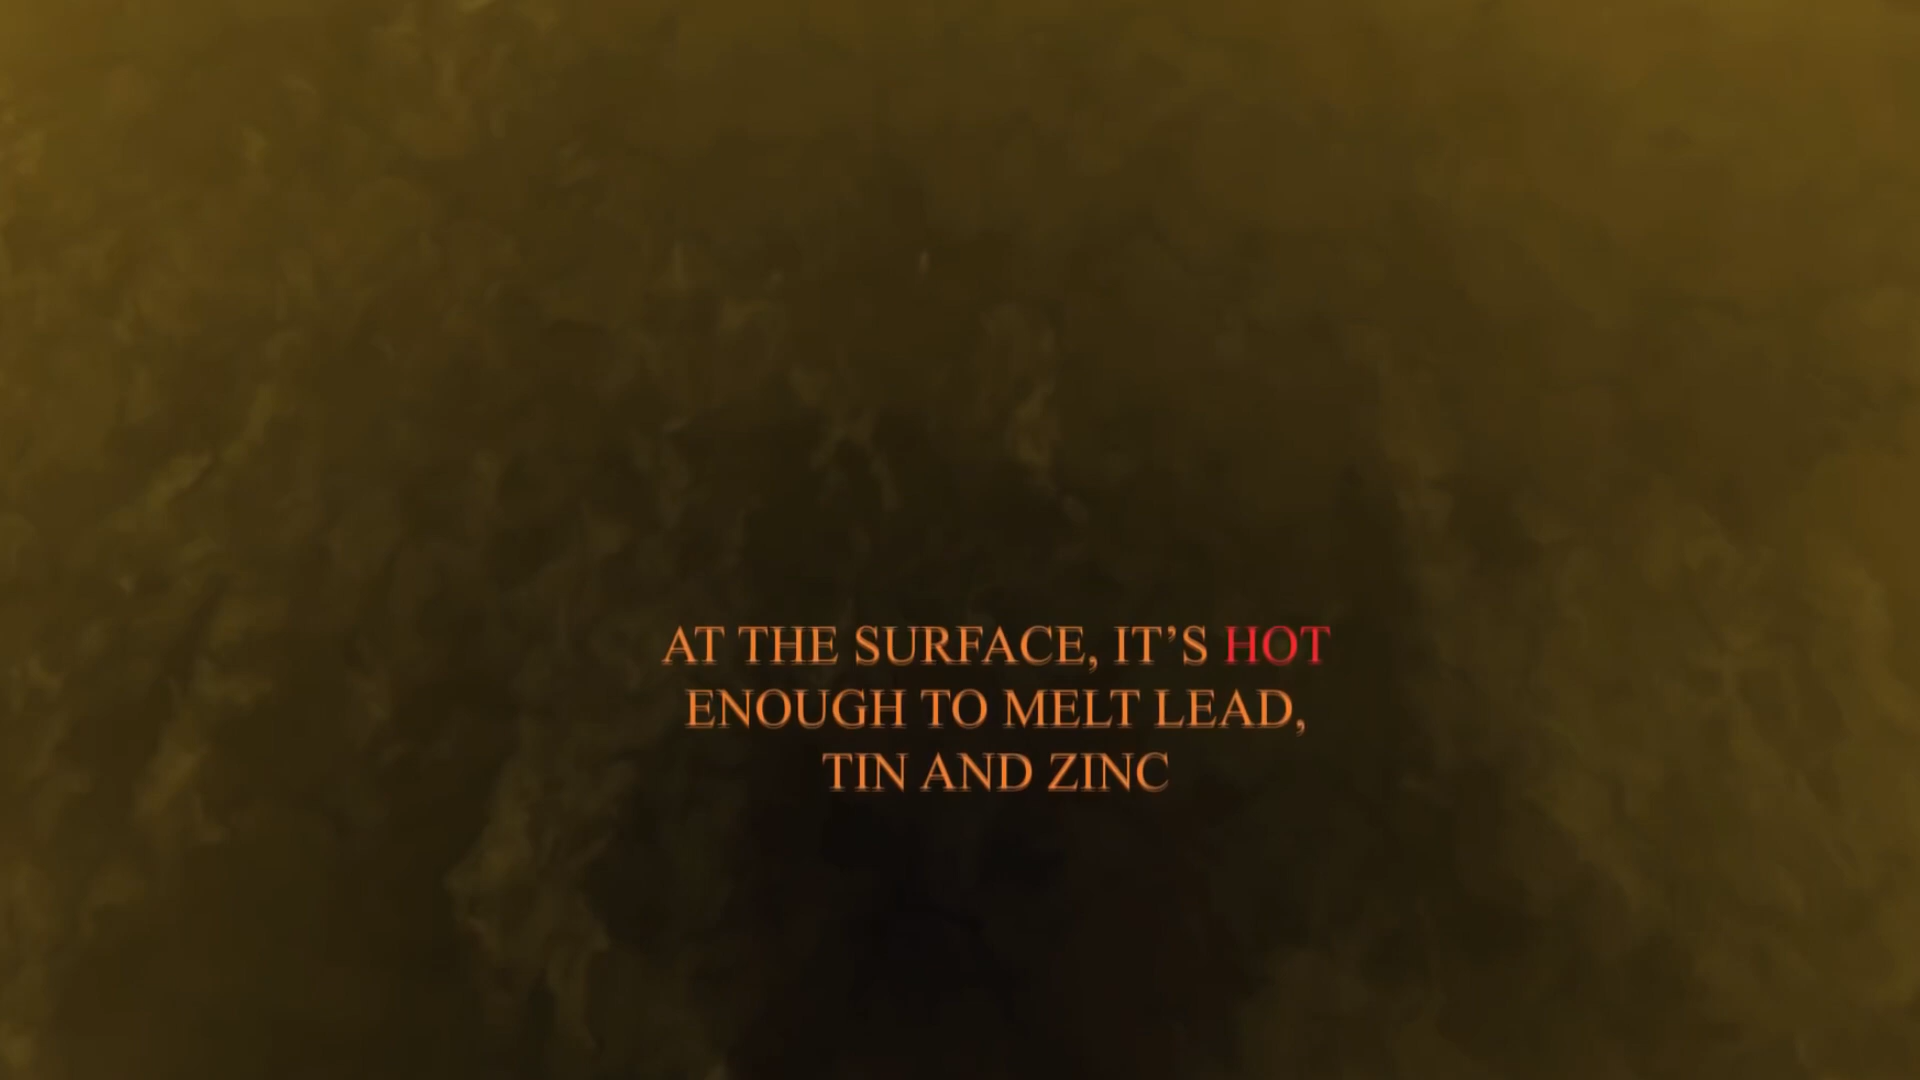 AT THE SURFACE, IT’S HOT
ENOUGH TO MELT LEAD,
TIN AND ZINC